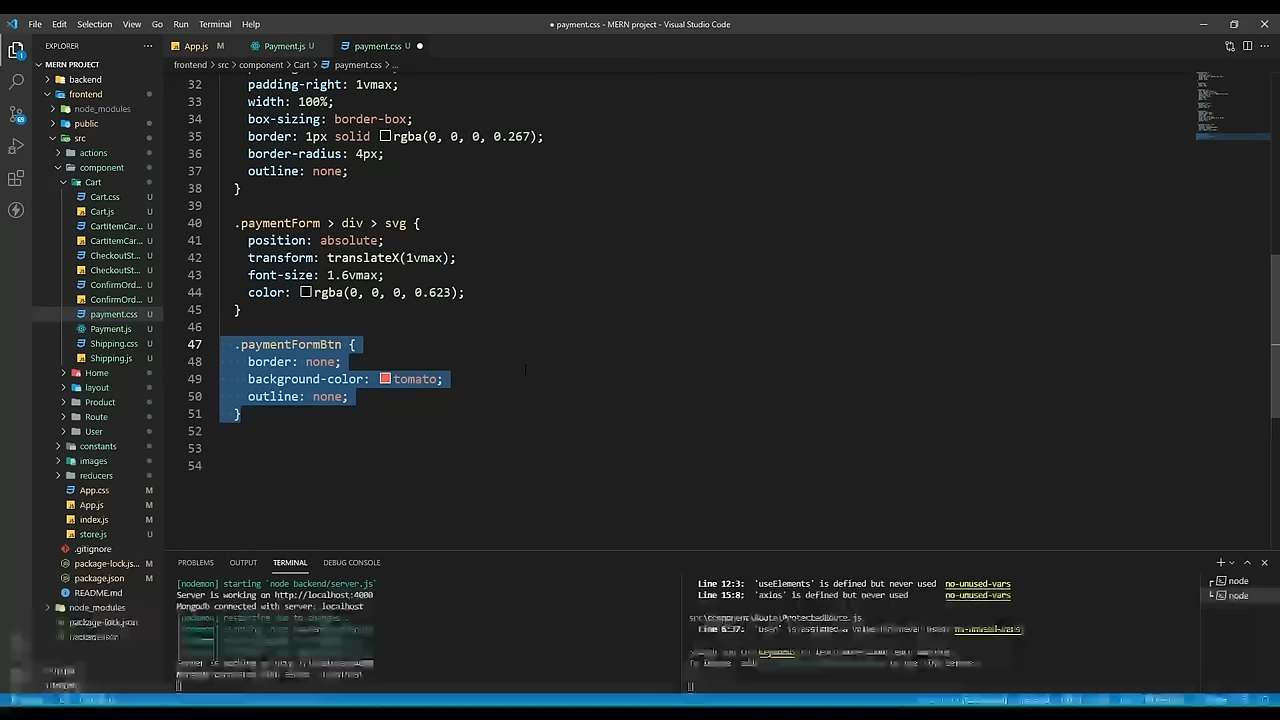 File Edit Selection View Go Run Terminal Help
● payment.css - MERN project - Visual Studio Code
EXPLORER
App.js M
Payment.js U
payment.css U
MERN PROJECT
frontend > src > component > Cart > payment.css > ...
backend
frontend
node_modules
public
src
actions
component
Cart
Cart.css U
Cart.js U
CartItemCar... U
CartItemCar... U
CheckoutSt... U
CheckoutSt... U
ConfirmOrd... U
ConfirmOrd... U
payment.css U
Payment.js U
Shipping.css U
Shipping.js U
Home
layout
Product
Route
User
constants
images
reducers
App.css M
App.js M
index.js M
store.js U
.gitignore
package-lock.js... M
package.json M
README.md
node_modules
package-lock.json
32 padding-right: 1vmax;
33 width: 100%;
34 box-sizing: border-box;
35 border: 1px solid rgba(0, 0, 0, 0.267);
36 border-radius: 4px;
37 outline: none;
38 }
39
40 .paymentForm > div > svg {
41 position: absolute;
42 transform: translateX(1vmax);
43 font-size: 1.6vmax;
44 color: rgba(0, 0, 0, 0.623);
45 }
46
47 .paymentFormBtn {
48 border: none;
49 background-color: tomato;
50 outline: none;
51 }
52
53
54
PROBLEMS OUTPUT TERMINAL DEBUG CONSOLE
[nodemon] starting `node backend/server.js`
Server is working on http://localhost:4000
Mongodb connected with server: localhost
[nodemon] restarting due to changes...
Line 12:3: 'useElements' is defined but never used no-unused-vars
Line 15:8: 'axios' is defined but never used no-unused-vars
src\component\Route\ProtectedRoute.js
no-unused-vars
node
node